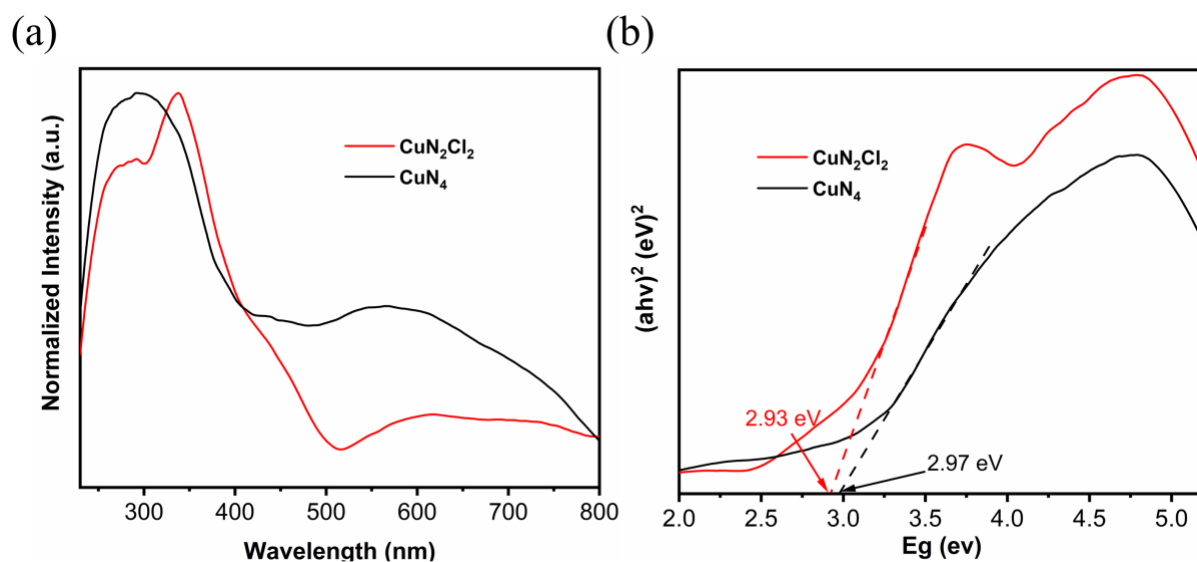 (a)
Normalized Intensity (a.u.)
CuN₂Cl₂
CuN₄
300 400 500 600 700 800
Wavelength (nm)
(b)
(ahv)² (eV)²
CuN₂Cl₂
CuN₄
2.93 eV
2.97 eV
2.0 2.5 3.0 3.5 4.0 4.5 5.0
Eg (ev)